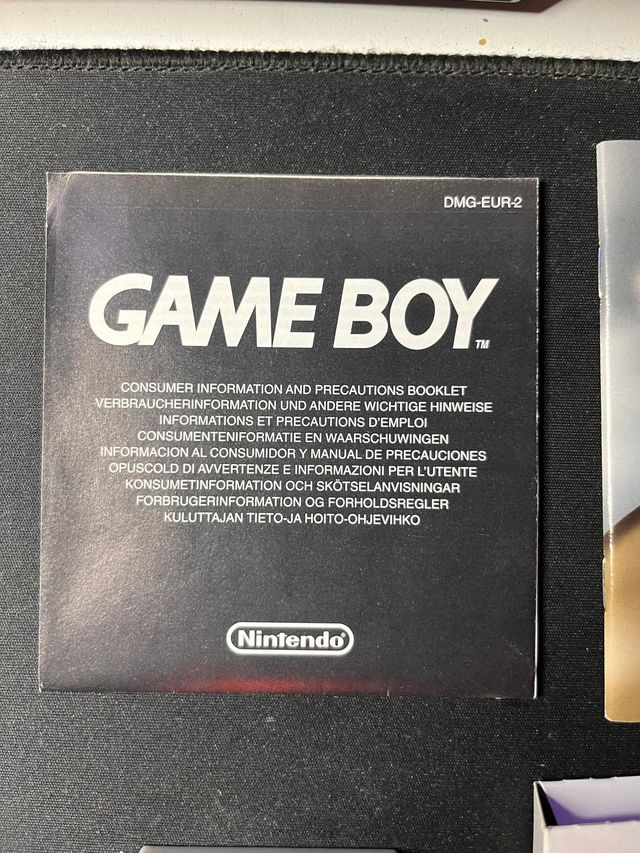 DMG-EUR-2
GAME BOY™
CONSUMER INFORMATION AND PRECAUTIONS BOOKLET
VERBRAUCHERINFORMATION UND ANDERE WICHTIGE HINWEISE
INFORMATIONS ET PRECAUTIONS D'EMPLOI
CONSUMENTENINFORMATIE EN WAARSCHUWINGEN
INFORMACION AL CONSUMIDOR Y MANUAL DE PRECAUCIONES
OPUSCOLD DI AVVERTENZE E INFORMAZIONI PER L'UTENTE
KONSUMETINFORMATION OCH SKÖTSELANVISNINGAR
FORBRUGERINFORMATION OG FORHOLDSREGLER
KULUTTAJAN TIETO-JA HOITO-OHJEVIHKO
Nintendo®